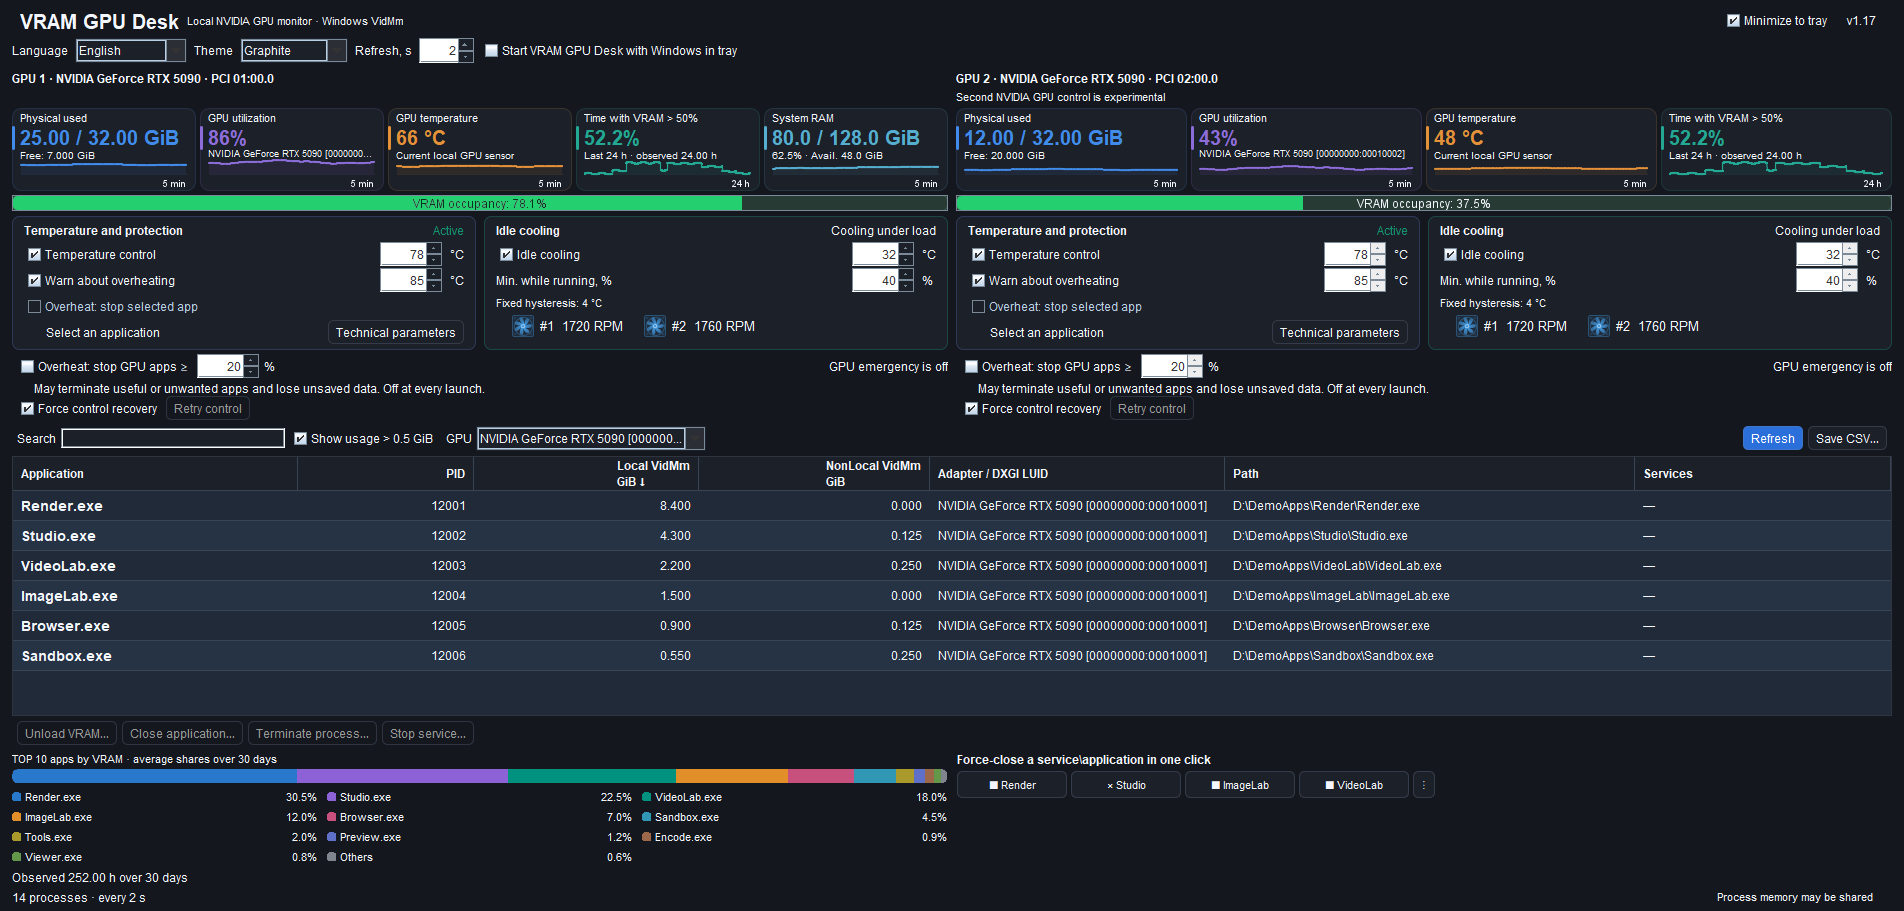 VRAM GPU Desk Local NVIDIA GPU monitor · Windows VidMm
Minimize to tray v1.17
Language English Theme Graphite Refresh, s 2 Start VRAM GPU Desk with Windows in tray
GPU 1 · NVIDIA GeForce RTX 5090 · PCI 01:00.0
Physical used
25.00 / 32.00 GiB
Free: 7.000 GiB
5 min
GPU utilization
86%
NVIDIA GeForce RTX 5090 [0000000...
5 min
GPU temperature
66 °C
Current local GPU sensor
5 min
Time with VRAM > 50%
52.2%
Last 24 h · observed 24.00 h
24 h
System RAM
80.0 / 128.0 GiB
62.5% · Avail. 48.0 GiB
5 min
VRAM occupancy: 78.1%
Temperature and protection Active
Temperature control 78 °C
Warn about overheating 85 °C
Overheat: stop selected app
Select an application Technical parameters
Idle cooling Cooling under load
Idle cooling 32 °C
Min. while running, % 40 %
Fixed hysteresis: 4 °C
#1 1720 RPM #2 1760 RPM
Overheat: stop GPU apps ≥ 20 % GPU emergency is off
May terminate useful or unwanted apps and lose unsaved data. Off at every launch.
Force control recovery Retry control
GPU 2 · NVIDIA GeForce RTX 5090 · PCI 02:00.0
Second NVIDIA GPU control is experimental
Physical used
12.00 / 32.00 GiB
Free: 20.000 GiB
5 min
GPU utilization
43%
NVIDIA GeForce RTX 5090 [00000000:00010002]
5 min
GPU temperature
48 °C
Current local GPU sensor
5 min
Time with VRAM > 50%
52.2%
Last 24 h · observed 24.00 h
24 h
VRAM occupancy: 37.5%
Temperature and protection Active
Temperature control 78 °C
Warn about overheating 85 °C
Overheat: stop selected app
Select an application Technical parameters
Idle cooling Cooling under load
Idle cooling 32 °C
Min. while running, % 40 %
Fixed hysteresis: 4 °C
#1 1720 RPM #2 1760 RPM
Overheat: stop GPU apps ≥ 20 % GPU emergency is off
May terminate useful or unwanted apps and lose unsaved data. Off at every launch.
Force control recovery Retry control
Search Show usage > 0.5 GiB GPU NVIDIA GeForce RTX 5090 [000000... Refresh Save CSV...
Application PID Local VidMm GiB ↓ NonLocal VidMm GiB Adapter / DXGI LUID Path Services
Render.exe 12001 8.400 0.000 NVIDIA GeForce RTX 5090 [00000000:00010001] D:\DemoApps\Render\Render.exe —
Studio.exe 12002 4.300 0.125 NVIDIA GeForce RTX 5090 [00000000:00010001] D:\DemoApps\Studio\Studio.exe —
VideoLab.exe 12003 2.200 0.250 NVIDIA GeForce RTX 5090 [00000000:00010001] D:\DemoApps\VideoLab\VideoLab.exe —
ImageLab.exe 12004 1.500 0.000 NVIDIA GeForce RTX 5090 [00000000:00010001] D:\DemoApps\ImageLab\ImageLab.exe —
Browser.exe 12005 0.900 0.125 NVIDIA GeForce RTX 5090 [00000000:00010001] D:\DemoApps\Browser\Browser.exe —
Sandbox.exe 12006 0.550 0.250 NVIDIA GeForce RTX 5090 [00000000:00010001] D:\DemoApps\Sandbox\Sandbox.exe —
Unload VRAM... Close application... Terminate process... Stop service...
TOP 10 apps by VRAM · average shares over 30 days
Render.exe 30.5% Studio.exe 22.5% VideoLab.exe 18.0%
ImageLab.exe 12.0% Browser.exe 7.0% Sandbox.exe 4.5%
Tools.exe 2.0% Preview.exe 1.2% Encode.exe 0.9%
Viewer.exe 0.8% Others 0.6%
Observed 252.00 h over 30 days
14 processes · every 2 s
Force-close a service\application in one click
Render × Studio ImageLab VideoLab ⋮
Process memory may be shared